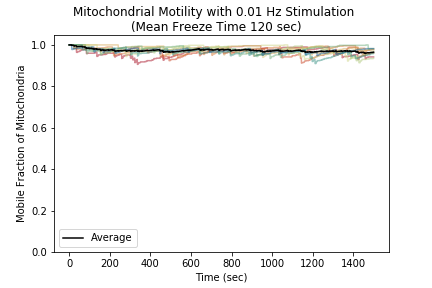 Mitochondrial Motility with 0.01 Hz Stimulation
(Mean Freeze Time 120 sec)
Mobile Fraction of Mitochondria
1.0
0.8
0.6
0.4
0.2
0.0
Average
0 200 400 600 800 1000 1200 1400
Time (sec)